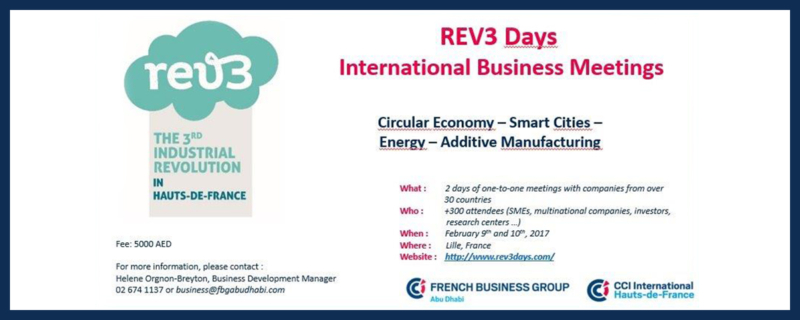 rev3
THE 3RD
INDUSTRIAL
REVOLUTION
IN
HAUTS-DE-FRANCE
Fee: 5000 AED
For more information, please contact :
Helene Orgnon-Breyton, Business Development Manager
02 674 1137 or business@fbgabudhabi.com
REV3 Days
International Business Meetings
Circular Economy – Smart Cities –
Energy – Additive Manufacturing
What : 2 days of one-to-one meetings with companies from over
30 countries
Who : +300 attendees (SMEs, multinational companies, investors,
research centers ...)
When : February 9th and 10th, 2017
Where : Lille, France
Website : http://www.rev3days.com/
FRENCH BUSINESS GROUP
Abu Dhabi
CCI International
Hauts-de-France